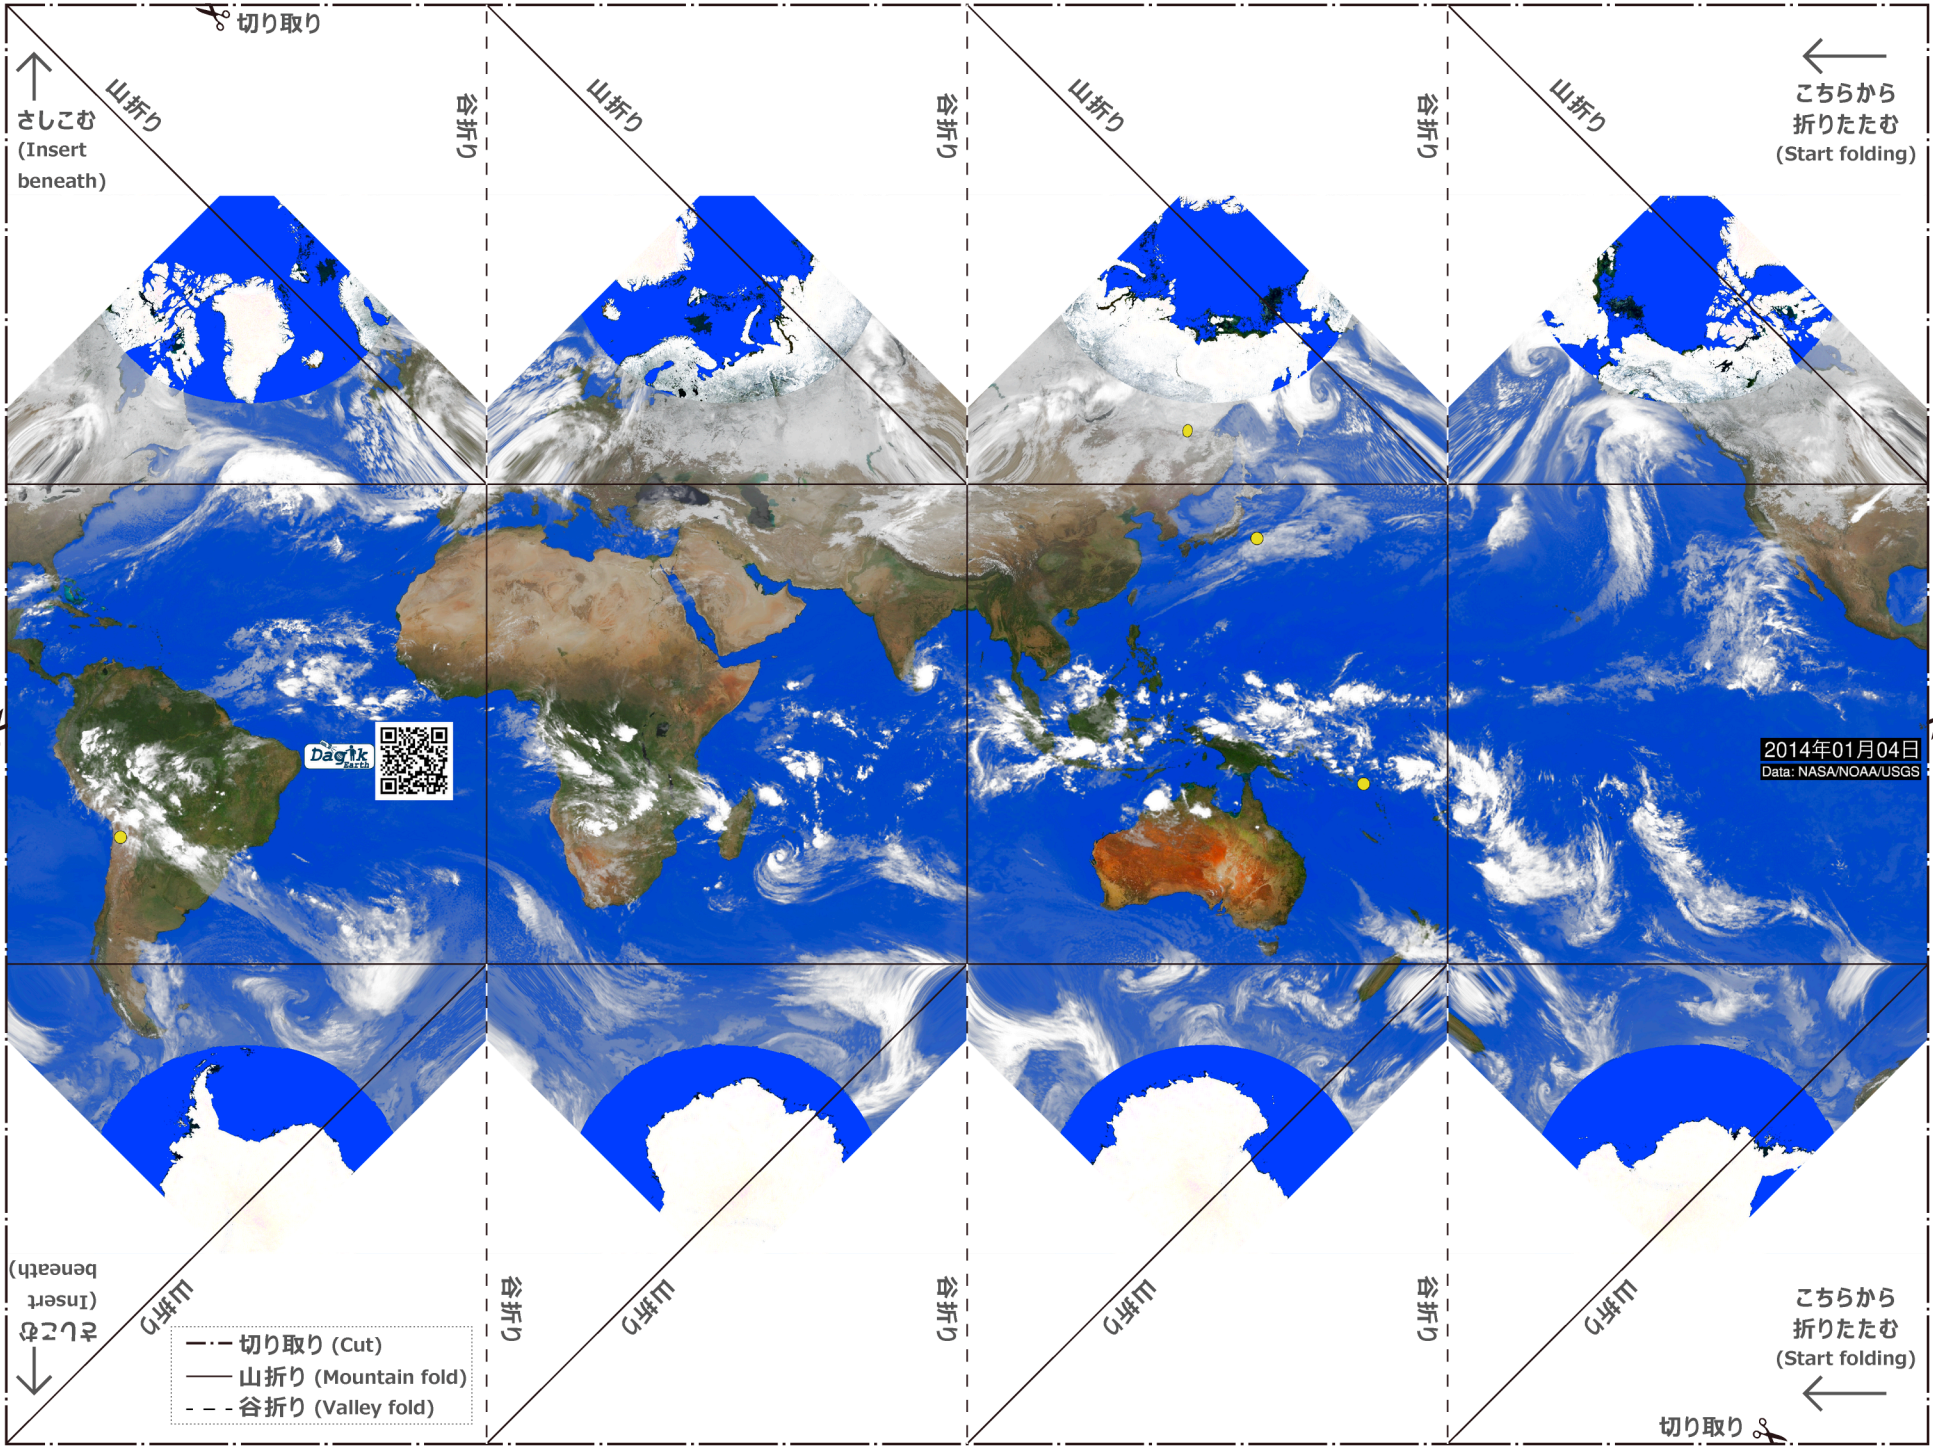 切り取り
さしこむ
(Insert
beneath)
山折り
谷折り
山折り
谷折り
山折り
谷折り
山折り
こちらから
折りたたむ
(Start folding)
Dagik
Earth
2014年01月04日
Data: NASA/NOAA/USGS
さしこむ
(Insert
beneath)
山折り
谷折り
山折り
谷折り
山折り
谷折り
山折り
こちらから
折りたたむ
(Start folding)
切り取り (Cut)
山折り (Mountain fold)
谷折り (Valley fold)
切り取り